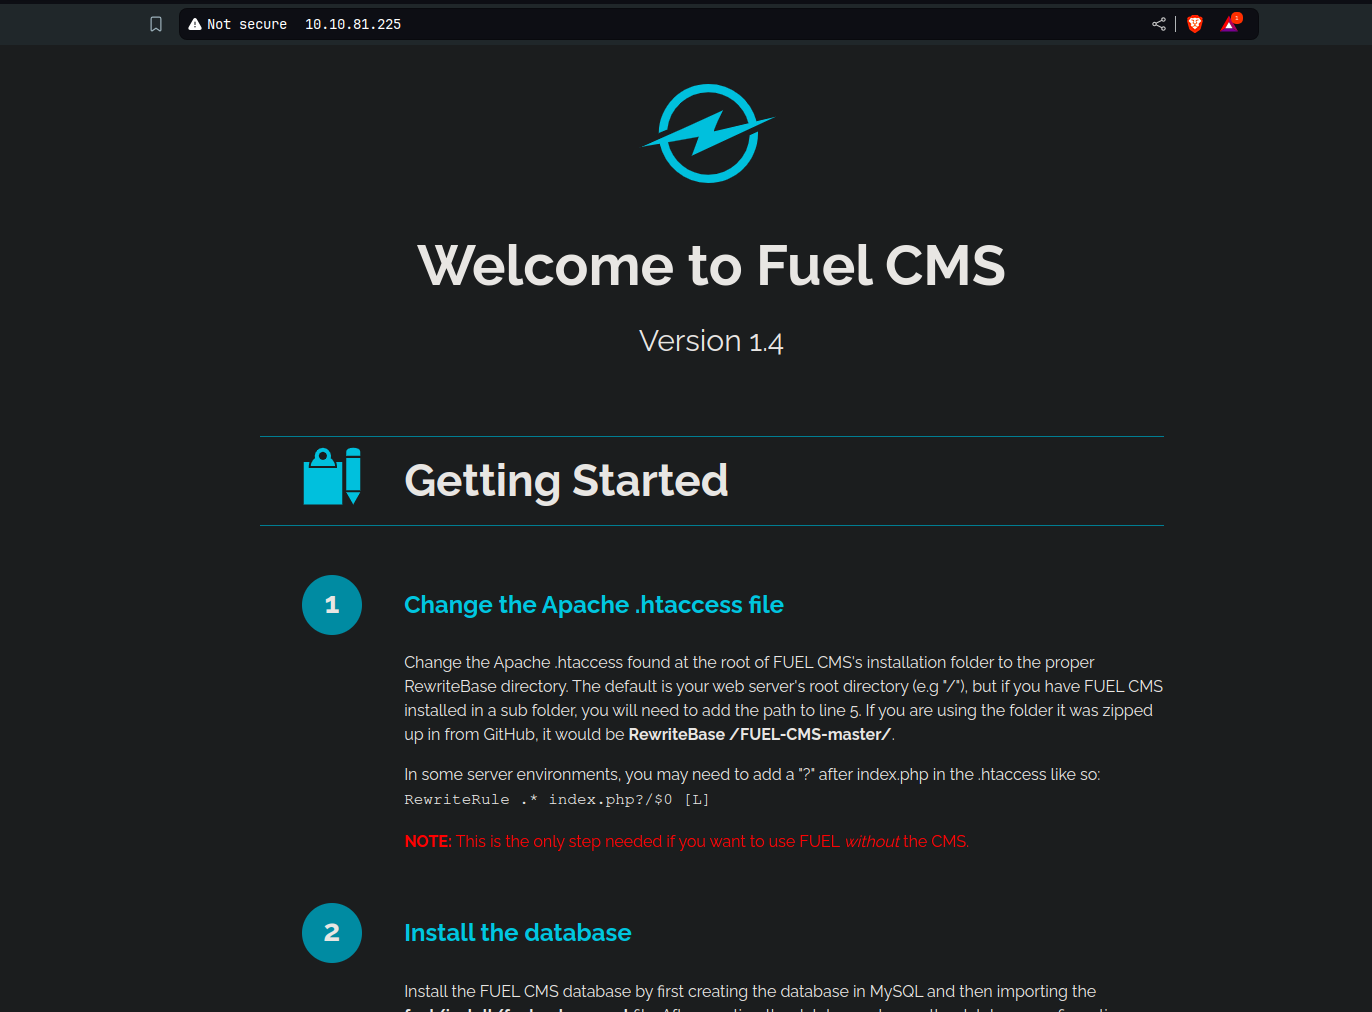 Not secure 10.10.81.225
1
Welcome to Fuel CMS
Version 1.4
Getting Started
1
Change the Apache .htaccess file
Change the Apache .htaccess found at the root of FUEL CMS's installation folder to the proper
RewriteBase directory. The default is your web server's root directory (e.g "/"), but if you have FUEL CMS
installed in a sub folder, you will need to add the path to line 5. If you are using the folder it was zipped
up in from GitHub, it would be RewriteBase /FUEL-CMS-master/.
In some server environments, you may need to add a "?" after index.php in the .htaccess like so:
RewriteRule .* index.php?/$0 [L]
NOTE: This is the only step needed if you want to use FUEL without the CMS.
2
Install the database
Install the FUEL CMS database by first creating the database in MySQL and then importing the